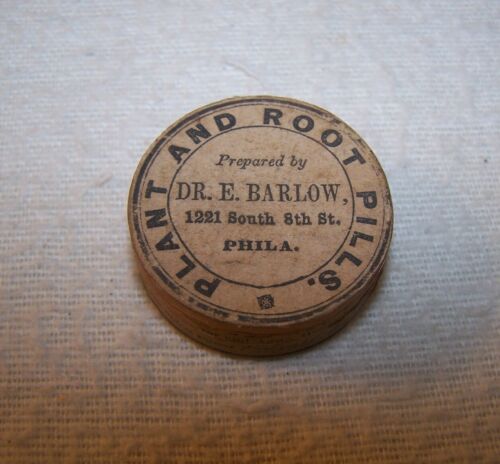 PLANT AND ROOT PILLS.
Prepared by
DR. E. BARLOW,
1221 South 8th St.
PHILA.